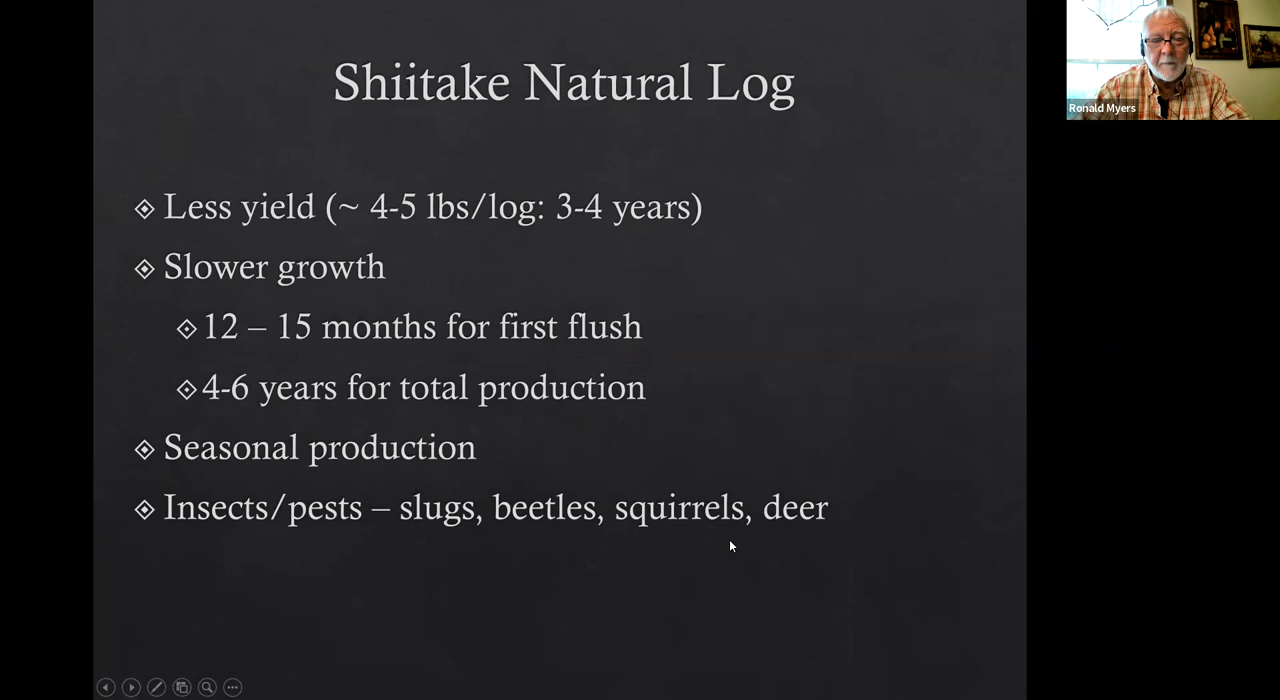 Shiitake Natural Log
Less yield (~ 4-5 lbs/log: 3-4 years)
Slower growth
12 – 15 months for first flush
4-6 years for total production
Seasonal production
Insects/pests – slugs, beetles, squirrels, deer
Ronald Myers